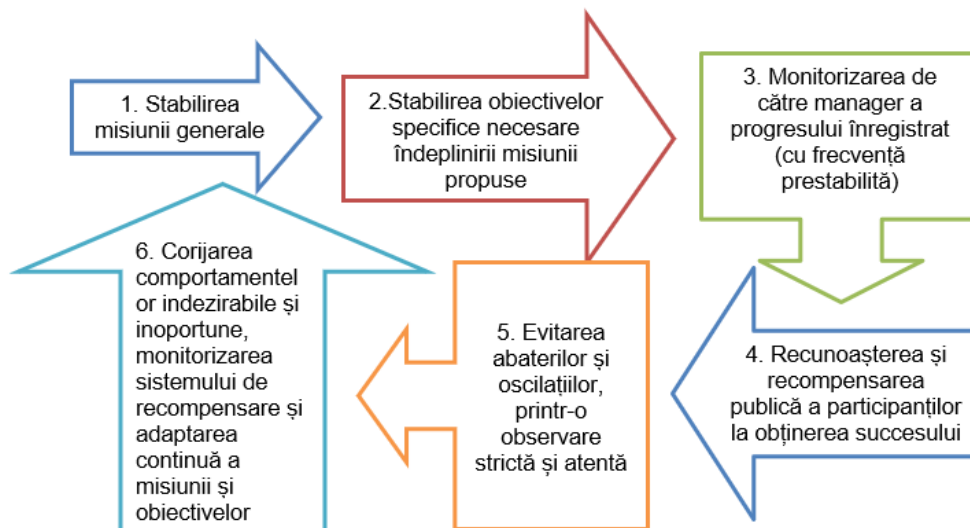 1. Stabilirea
misiunii generale
2.Stabilirea obiectivelor
specifice necesare
îndeplinirii misiunii
propuse
3. Monitorizarea de
către manager a
progresului înregistrat
(cu frecvență
prestabilită)
4. Recunoașterea și
recompensarea
publică a participanților
la obținerea succesului
5. Evitarea
abaterilor și
oscilațiilor,
printr-o
observare
strictă și atentă
6. Corijarea
comportamentel
or indezirabile și
inoportune,
monitorizarea
sistemului de
recompensare și
adaptarea
continuă a
misiunii și
obiectivelor